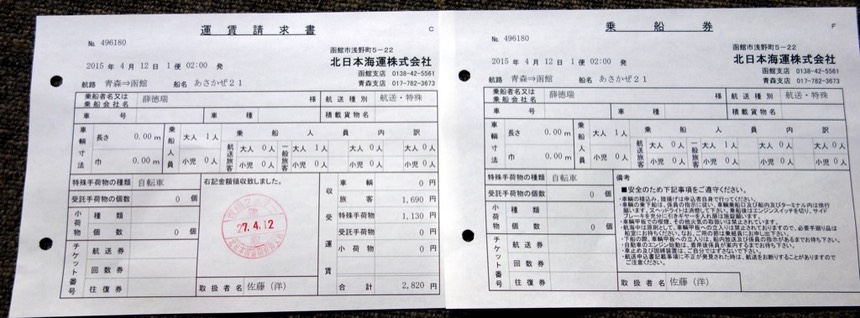 運賃請求書
C
№ 496180
函館市浅野町5－22
2015 年 4 月 12 日 1 便 02:00 発
北日本海運株式会社
函館支店 0138-42-5561
青森支店 017-782-3673
航路 青森⇒函館 船名 あさかぜ21
乗船者名又は乗船会社名 薛徳瑞 様 航送種別 航送・特殊
車号 車種 積載貨物名
車輌寸法 長さ 0.00 m 巾 0.00 m
乗船人員 大人 1人 小児 0人
乗船人員内訳
航送旅客 大人 0人 小児 0人
一般旅客 大人 1人 小児 0人
大人 0人 小児 0人
大人 0人 小児 0人
特殊手荷物の種類 自転車
受託手荷物の個数 0 個
小荷物 種類
個数 0 個
チケット番号 航送券
回数券
往復券
右記金額領収致しました。
27.4.12
取扱者名 佐藤（洋）
収受運賃
車輌 0円
旅客 1,690円
特殊手荷物 1,130円
小荷物 0円
円
合計 2,820円
乗船券
F
№ 496180
函館市浅野町5－22
2015 年 4 月 12 日 1 便 02:00 発
北日本海運株式会社
函館支店 0138-42-5561
青森支店 017-782-3673
航路 青森⇒函館 船名 あさかぜ21
乗船者名又は乗船会社名 薛徳瑞 様 航送種別 航送・特殊
車号 車種 積載貨物名
車輌寸法 長さ 0.00 m 巾 0.00 m
乗船人員 大人 1人 小児 0人
乗船人員内訳
航送旅客 大人 0人 小児 0人
一般旅客 大人 1人 小児 0人
大人 0人 小児 0人
大人 0人 小児 0人
特殊手荷物の種類 自転車
受託手荷物の個数 0 個
小荷物 種類
個数 0 個
チケット番号 航送券
回数券
往復券
備考
■安全のため下記事項をご遵守ください。
取扱者名 佐藤（洋）